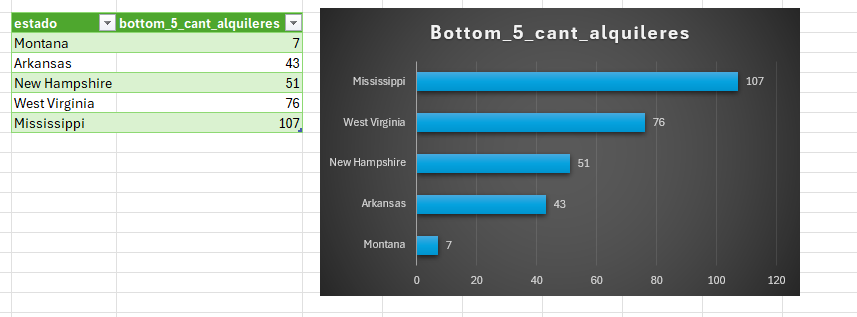 estado bottom_5_cant_alquileres
Montana 7
Arkansas 43
New Hampshire 51
West Virginia 76
Mississippi 107
Bottom_5_cant_alquileres
Mississippi 107
West Virginia 76
New Hampshire 51
Arkansas 43
Montana 7
0 20 40 60 80 100 120